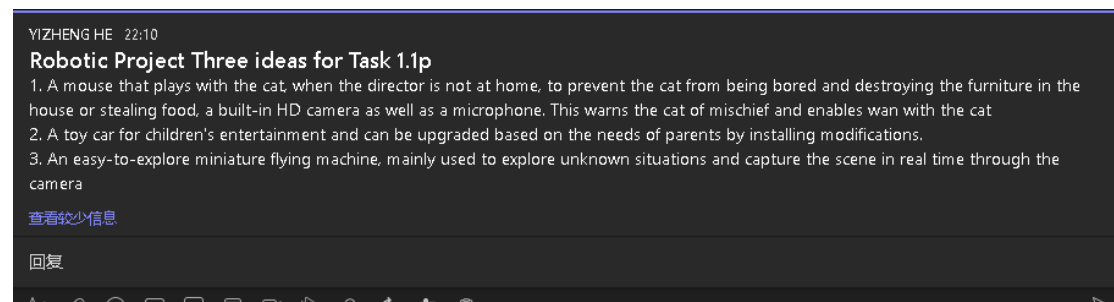 YIZHENG HE 22:10
Robotic Project Three ideas for Task 1.1p
1. A mouse that plays with the cat, when the director is not at home, to prevent the cat from being bored and destroying the furniture in the
house or stealing food, a built-in HD camera as well as a microphone. This warns the cat of mischief and enables wan with the cat
2. A toy car for children's entertainment and can be upgraded based on the needs of parents by installing modifications.
3. An easy-to-explore miniature flying machine, mainly used to explore unknown situations and capture the scene in real time through the
camera
查看较少信息
回复